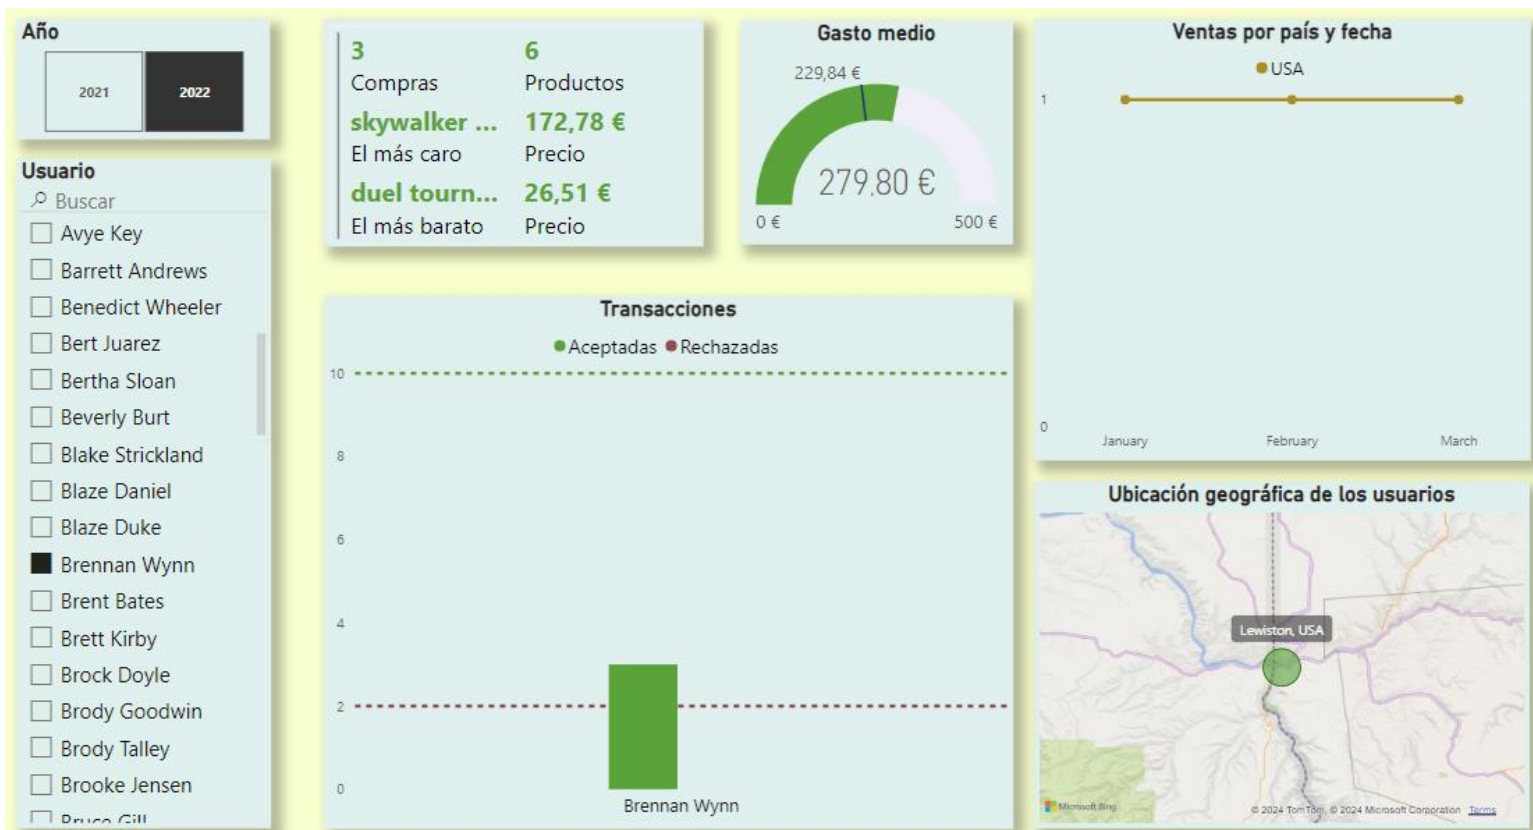 Año
2021
2022
Usuario
Buscar
Avye Key
Barrett Andrews
Benedict Wheeler
Bert Juarez
Bertha Sloan
Beverly Burt
Blake Strickland
Blaze Daniel
Blaze Duke
Brennan Wynn
Brent Bates
Brett Kirby
Brock Doyle
Brody Goodwin
Brody Talley
Brooke Jensen
Bruce Gill
3
6
Compras
Productos
skywalker ...
172,78 €
El más caro
Precio
duel tourn...
26,51 €
El más barato
Precio
Gasto medio
229,84 €
279,80 €
0 €
500 €
Transacciones
Aceptadas
Rechazadas
10
8
6
4
2
0
Brennan Wynn
Ventas por país y fecha
USA
1
0
January
February
March
Ubicación geográfica de los usuarios
Lewiston, USA
Microsoft Bing
© 2024 TomTom, © 2024 Microsoft Corporation Terms